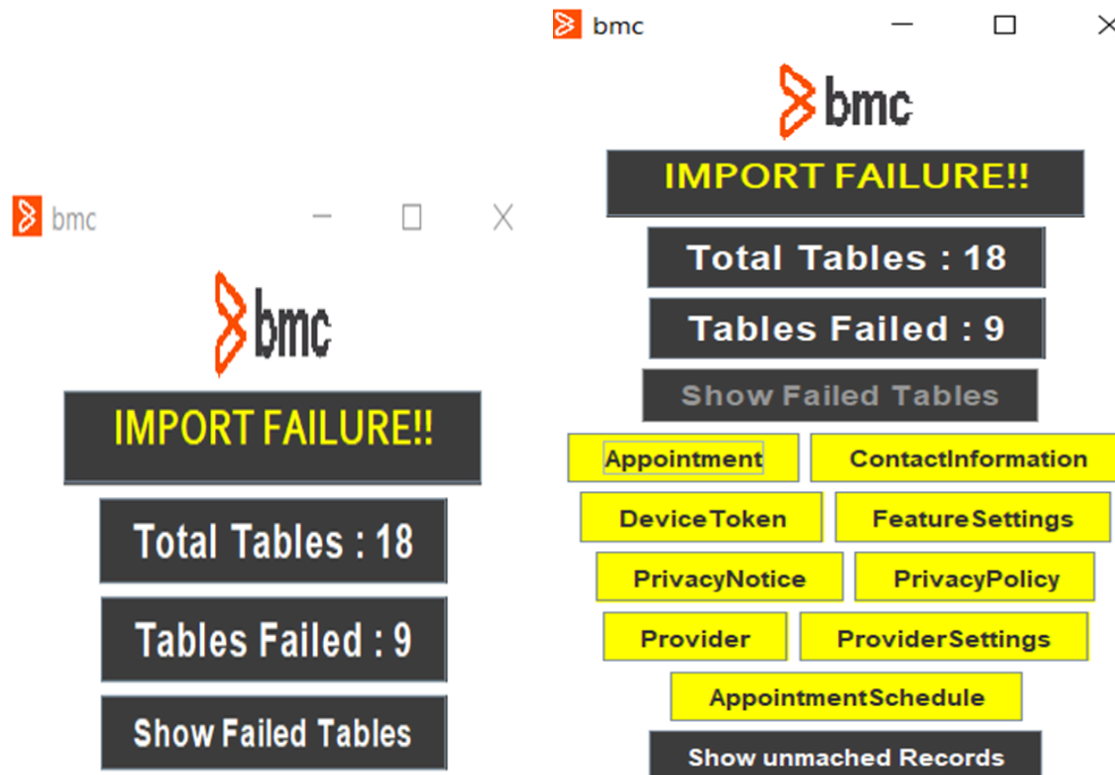 bmc
bmc
IMPORT FAILURE!!
Total Tables : 18
Tables Failed : 9
Show Failed Tables
bmc
bmc
IMPORT FAILURE!!
Total Tables : 18
Tables Failed : 9
Show Failed Tables
Appointment ContactInformation
DeviceToken FeatureSettings
PrivacyNotice PrivacyPolicy
Provider ProviderSettings
AppointmentSchedule
Show unmached Records